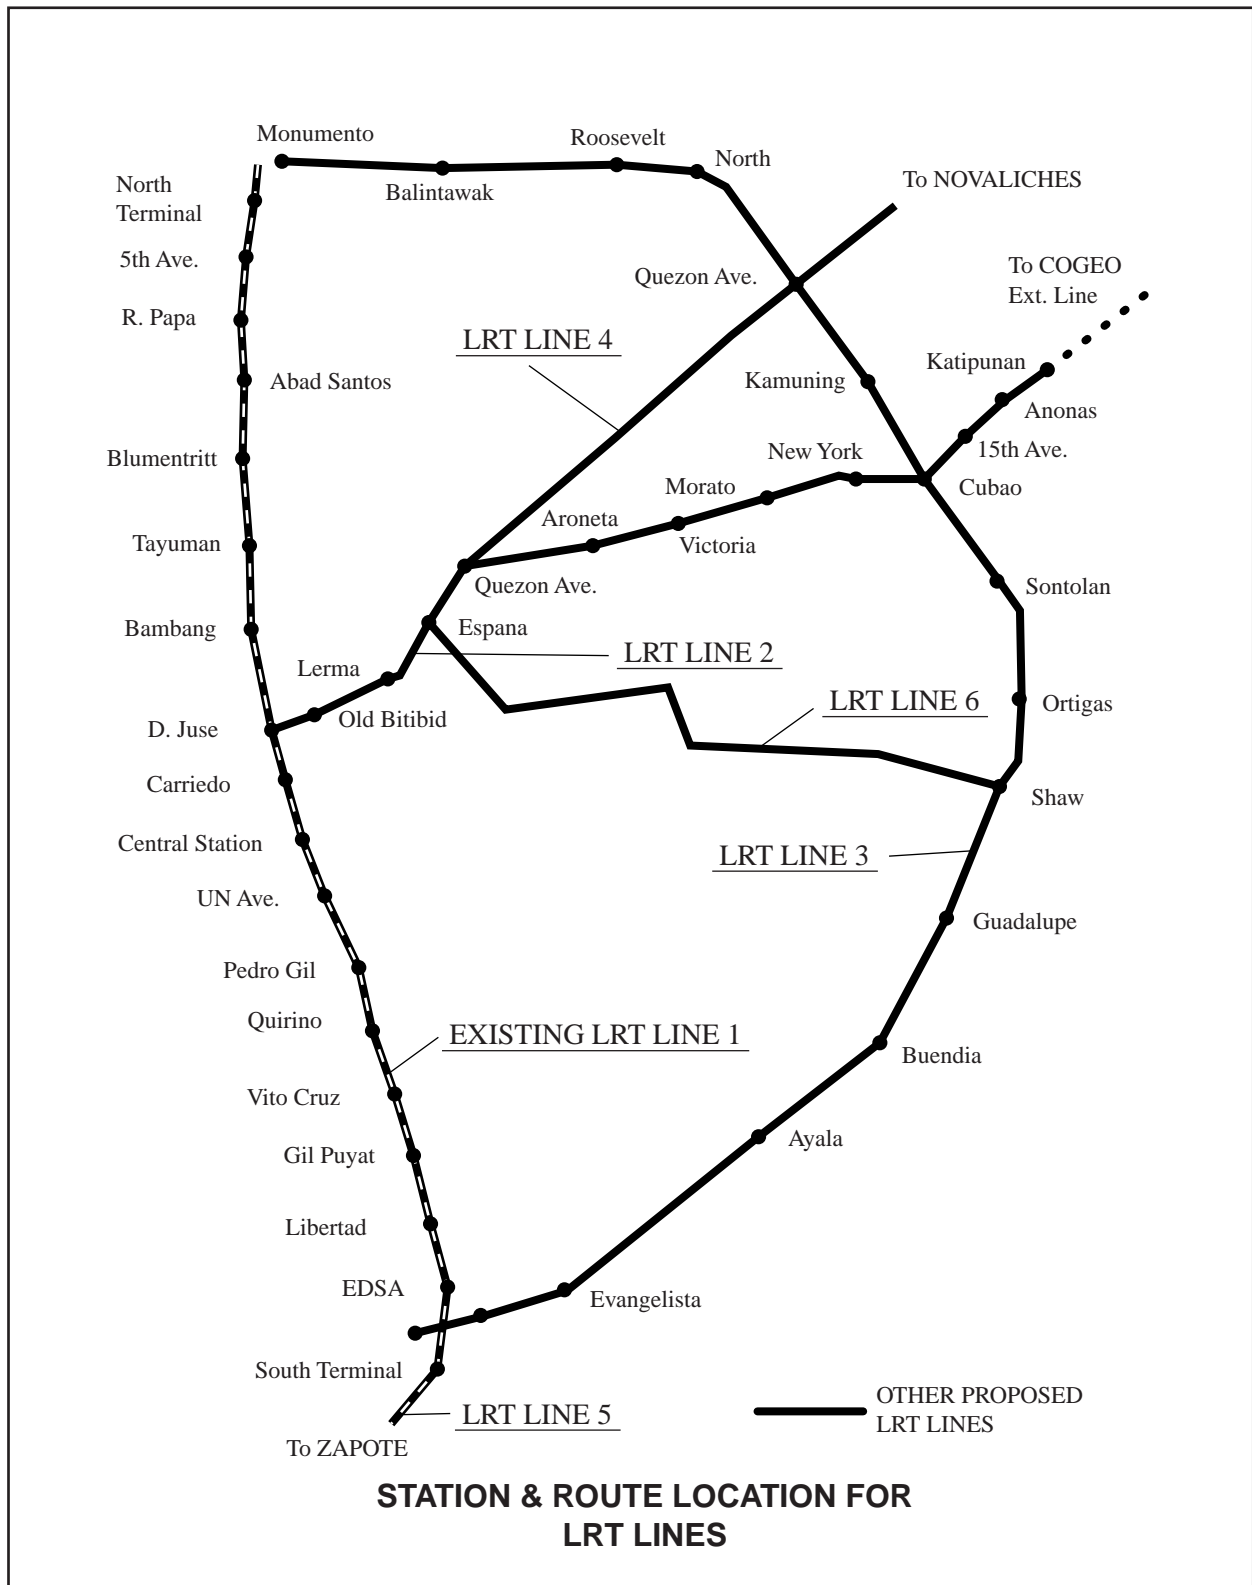 Monumento
Roosevelt
North
Balintawak
To NOVALICHES
North
Terminal
5th Ave.
Quezon Ave.
To COGEO
Ext. Line
R. Papa
LRT LINE 4
Katipunan
Abad Santos
Kamuning
Anonas
Blumentritt
New York
15th Ave.
Morato
Cubao
Aroneta
Tayuman
Victoria
Quezon Ave.
Sontolan
Bambang
Espana
LRT LINE 2
Lerma
LRT LINE 6
Ortigas
Old Bitibid
D. Juse
Carriedo
Shaw
Central Station
LRT LINE 3
UN Ave.
Guadalupe
Pedro Gil
Quirino
EXISTING LRT LINE 1
Buendia
Vito Cruz
Ayala
Gil Puyat
Libertad
EDSA
Evangelista
South Terminal
OTHER PROPOSED
LRT LINES
LRT LINE 5
To ZAPOTE
STATION & ROUTE LOCATION FOR
LRT LINES